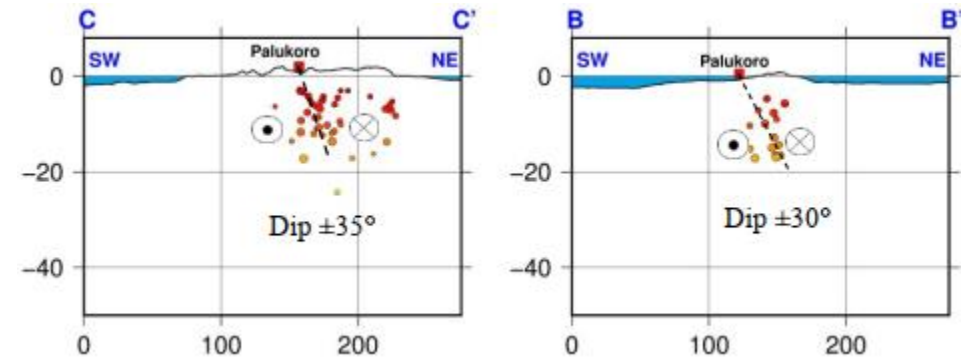 C C'
SW Palukoro NE
0
−20
Dip ±35°
−40
0 100 200
B B'
SW Palukoro NE
0
−20
Dip ±30°
−40
0 100 200